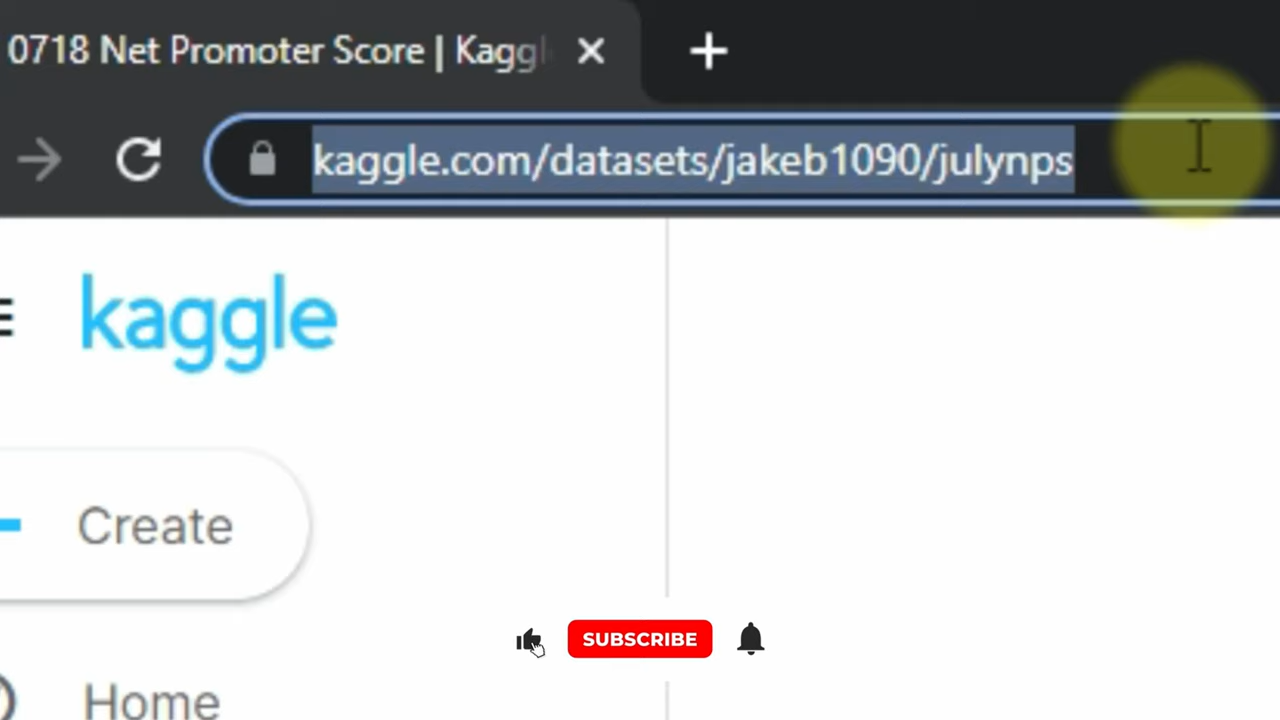 0718 Net Promoter Score | Kaggl
kaggle.com/datasets/jakeb1090/julynps
kaggle
Create
SUBSCRIBE
Home